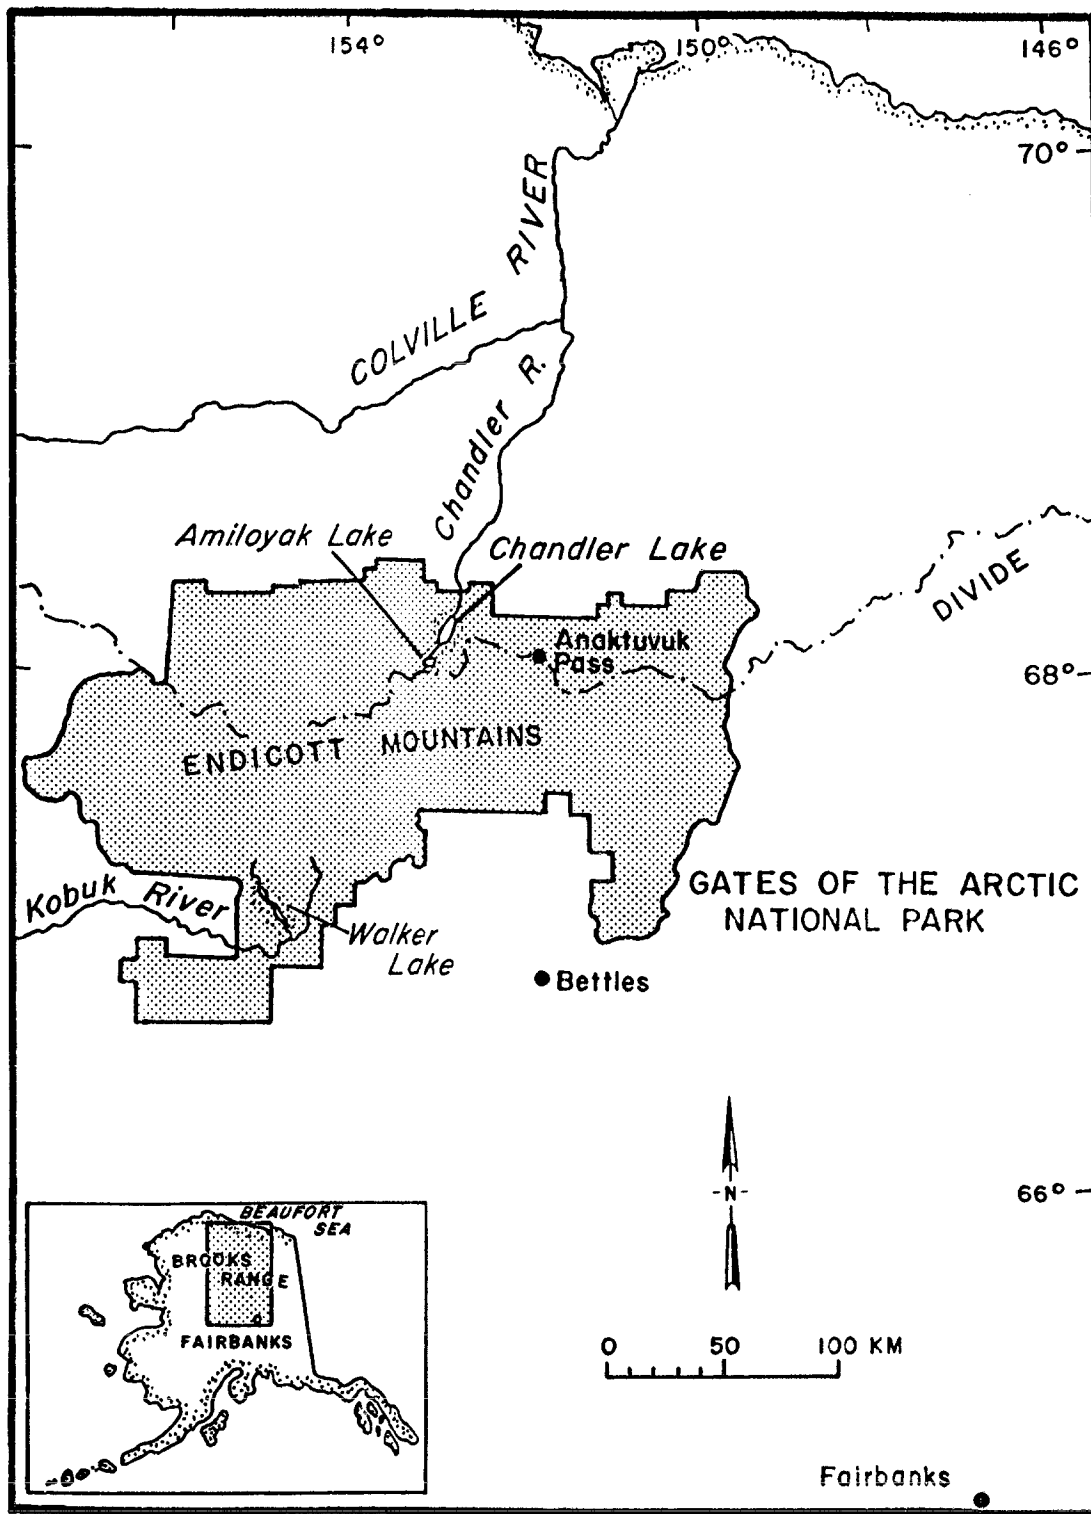 154°
150°
146°
70°
COLVILLE RIVER
Chandler R.
Amiloyak Lake
Chandler Lake
DIVIDE
Anaktuvuk
Pass
68°
ENDICOTT MOUNTAINS
Kobuk River
GATES OF THE ARCTIC
NATIONAL PARK
Walker
Lake
Bettles
-N-
66°
BEAUFORT
SEA
BROOKS
RANGE
FAIRBANKS
0 50 100 KM
Fairbanks